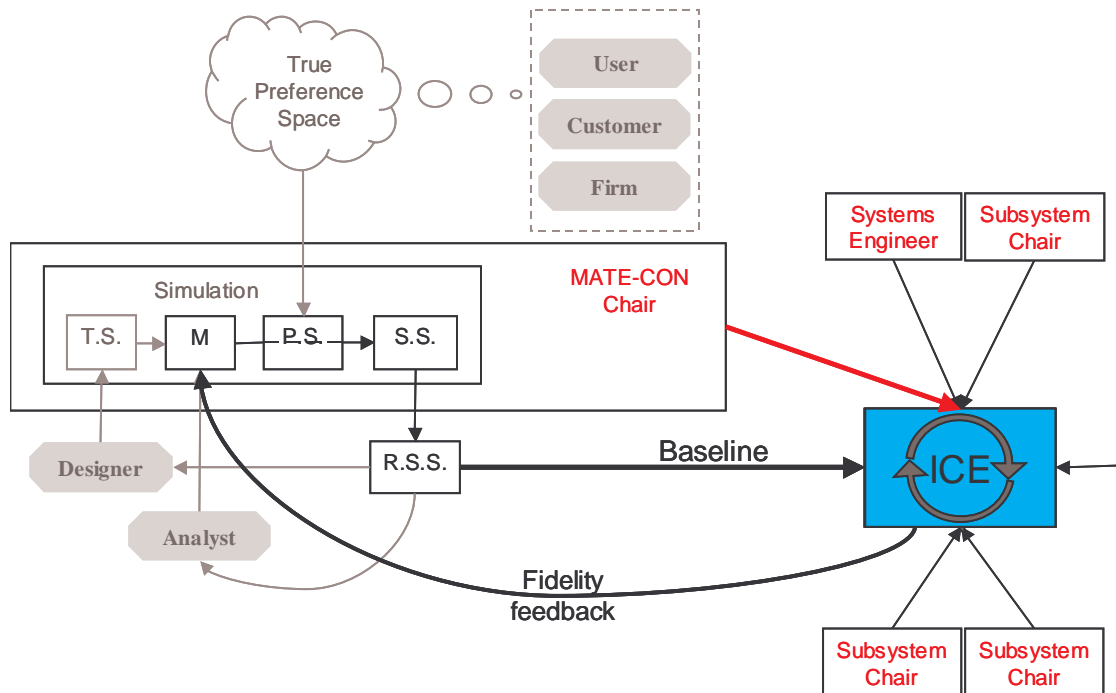 True
Preference
Space
User
Customer
Firm
Systems
Engineer
Subsystem
Chair
MATE-CON
Chair
Simulation
T.S.
M
P.S.
S.S.
Designer
R.S.S.
Baseline
ICE
Analyst
Fidelity
feedback
Subsystem
Chair
Subsystem
Chair